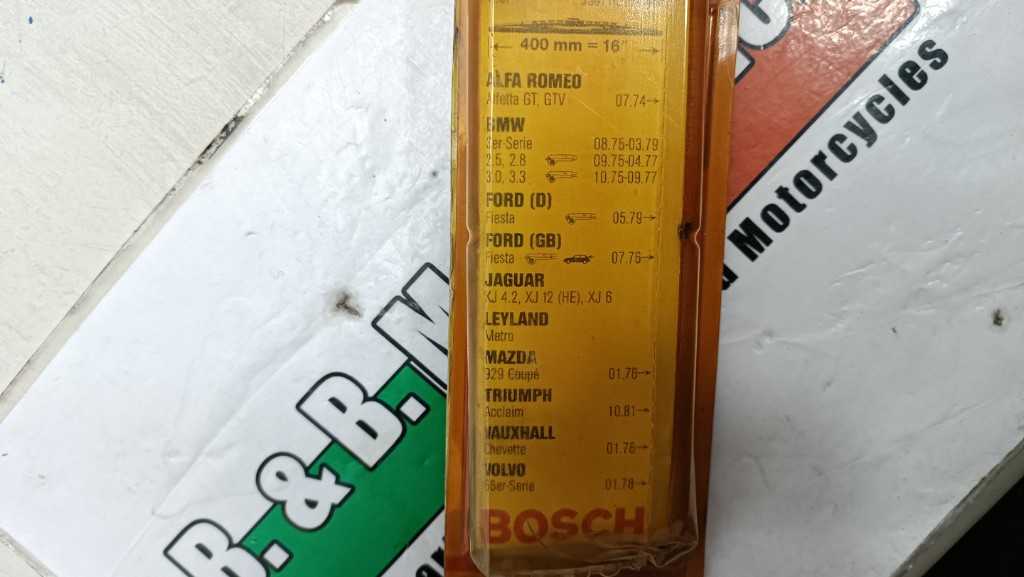 400 mm = 16"
ALFA ROMEO
Alfetta GT, GTV 07.74→
BMW
3er-Serie 08.75-03.79
2.5, 2.8 09.75-04.77
3.0, 3.3 10.75-09.77
FORD (D)
Fiesta 05.79→
FORD (GB)
Fiesta 07.76→
JAGUAR
XJ 4.2, XJ 12 (HE), XJ 6
LEYLAND
Metro
MAZDA
929 Coupé 01.76→
TRIUMPH
Acclaim 10.81→
VAUXHALL
Chevette 01.76→
VOLVO
66er-Serie 01.78→
BOSCH
B. & B. M
Motorcycles